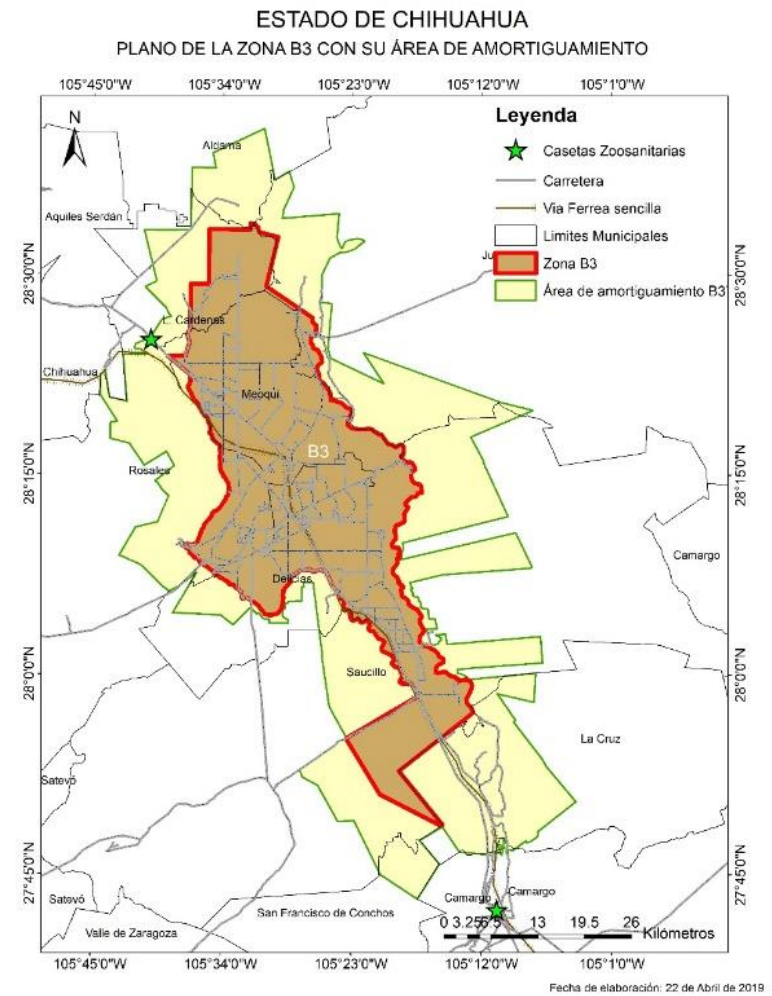 ESTADO DE CHIHUAHUA
PLANO DE LA ZONA B3 CON SU ÁREA DE AMORTIGUAMIENTO
105°45'0"W 105°34'0"W 105°23'0"W 105°12'0"W 105°1'0"W
N
Leyenda
Casetas Zoosanitarias
Carretera
Via Ferrea sencilla
Limites Municipales
Zona B3
Área de amortiguamiento B3
Aldama
Aquiles Serdán
Ju
28°30'0"N 28°30'0"N
L. Cardenas
Chihuahua
Meoqui
B3
Rosales
28°15'0"N 28°15'0"N
Camargo
Delicias
Saucillo
28°0'0"N 28°0'0"N
La Cruz
Satevó
27°45'0"N 27°45'0"N
Satevó
Camargo Camargo
San Francisco de Conchos
Valle de Zaragoza
0 3.25 6.5 13 19.5 26
Kilómetros
105°45'0"W 105°34'0"W 105°23'0"W 105°12'0"W 105°1'0"W
Fecha de elaboración: 22 de Abril de 2019